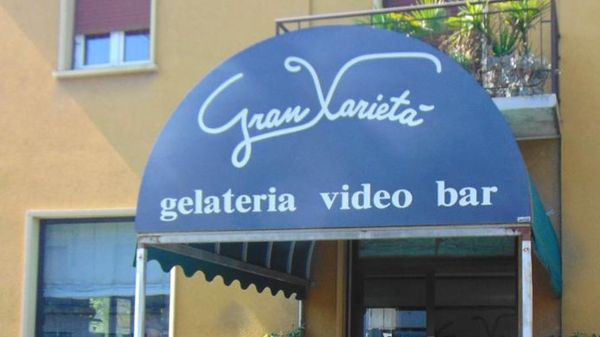 Gran Varietà
gelateria video bar